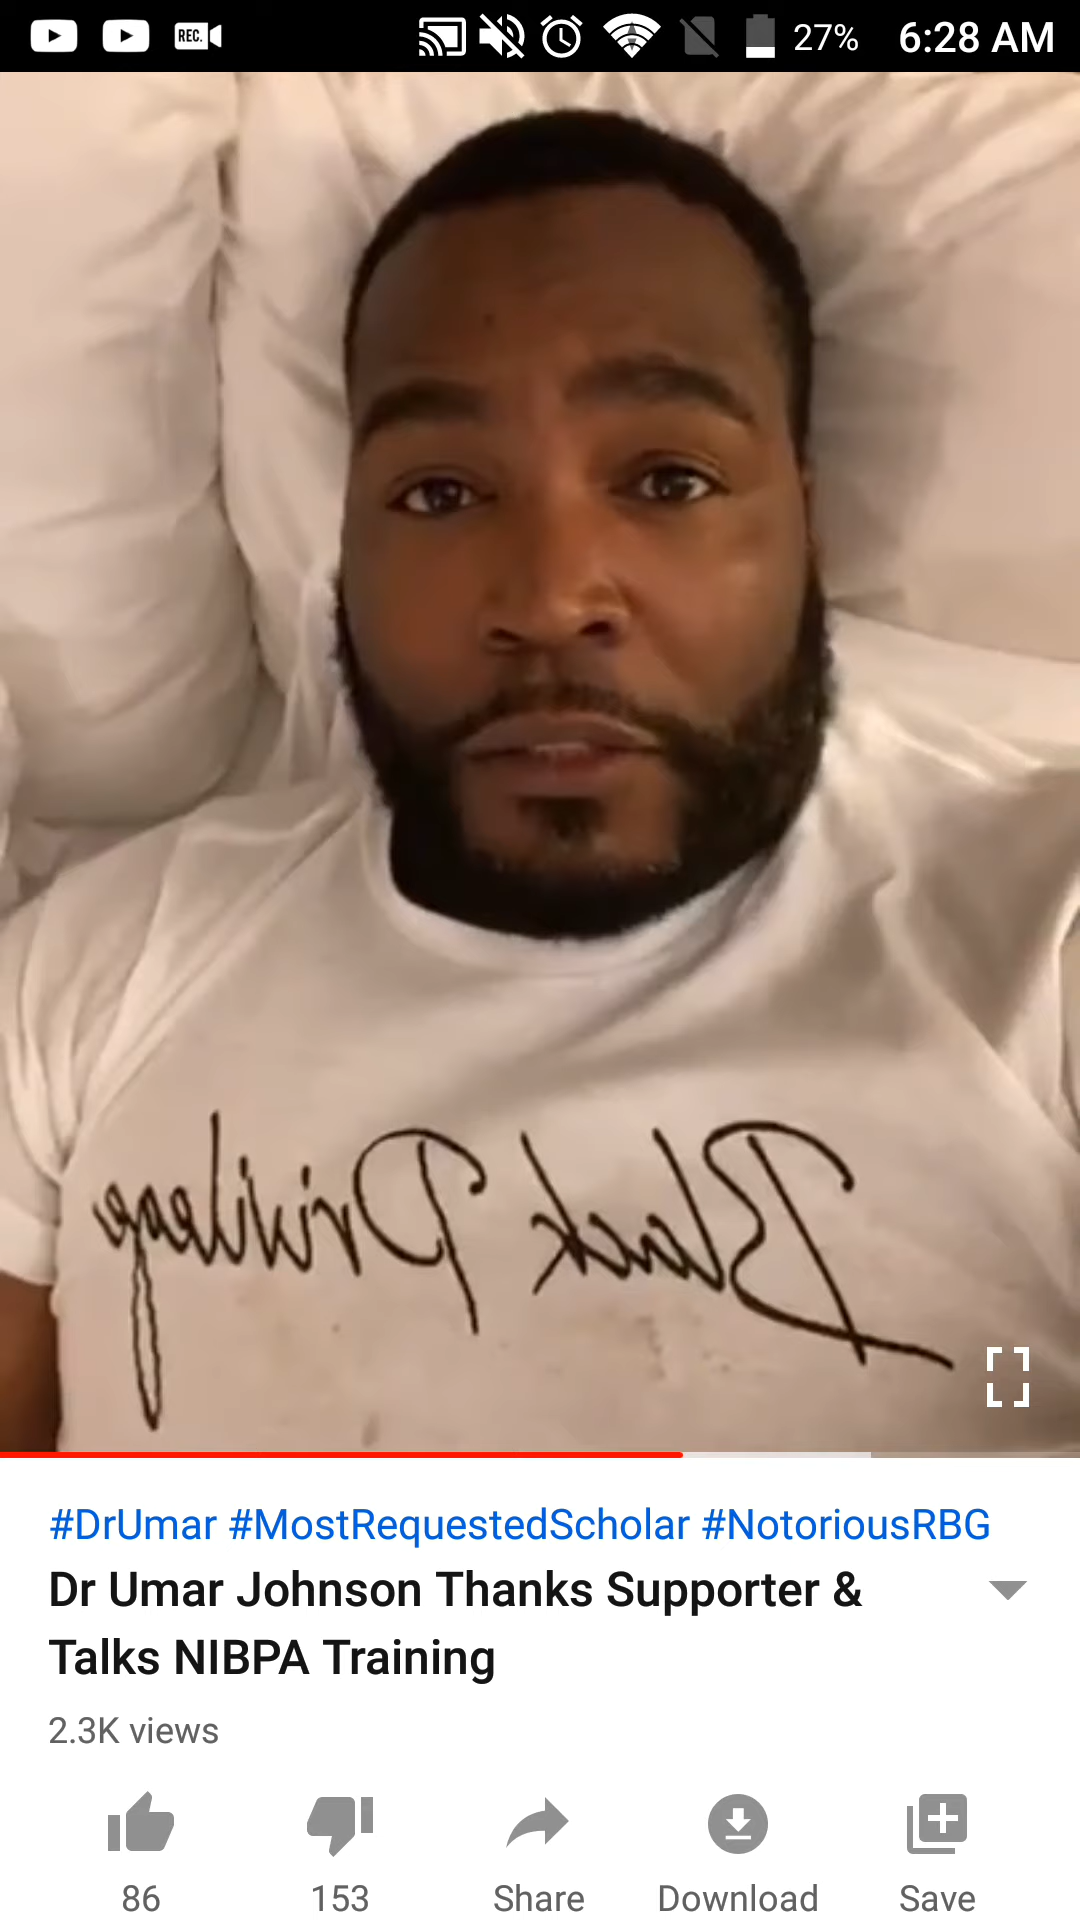 REC.
27%
6:28 AM
Black Privileage
#DrUmar #MostRequestedScholar #NotoriousRBG
Dr Umar Johnson Thanks Supporter &
Talks NIBPA Training
2.3K views
86
153
Share
Download
Save